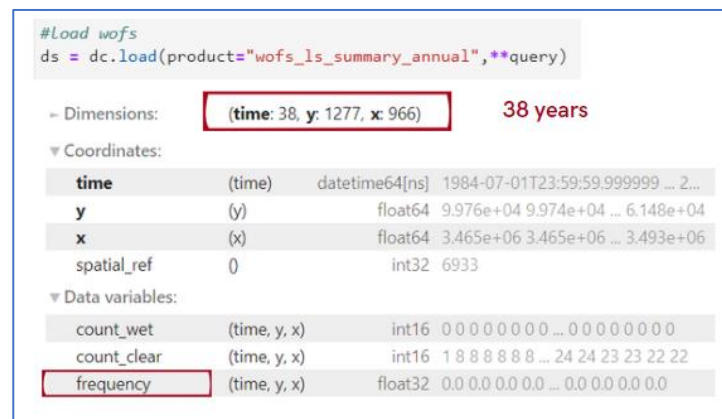 #load wofs
ds = dc.load(product="wofs_ls_summary_annual",**query)
► Dimensions: (time: 38, y: 1277, x: 966) 38 years
▼ Coordinates:
time (time) datetime64[ns] 1984-07-01T23:59:59.999999 ... 2...
y (y) float64 9.976e+04 9.974e+04 ... 6.148e+04
x (x) float64 3.465e+06 3.465e+06 ... 3.493e+06
spatial_ref () int32 6933
▼ Data variables:
count_wet (time, y, x) int16 0 0 0 0 0 0 0 0 ... 0 0 0 0 0 0 0 0
count_clear (time, y, x) int16 1 8 8 8 8 8 8 ... 24 24 23 23 22 22
frequency (time, y, x) float32 0.0 0.0 0.0 0.0 ... 0.0 0.0 0.0 0.0